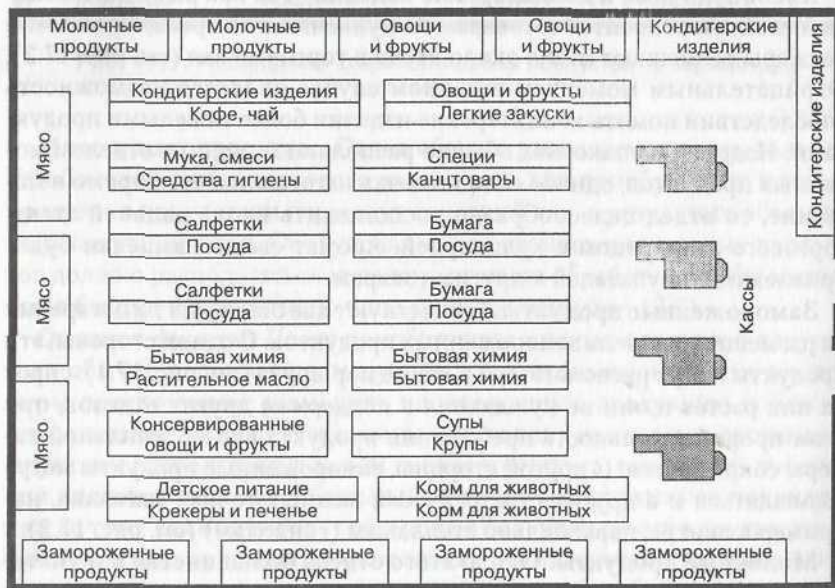 Молочные продукты
Молочные продукты
Овощи и фрукты
Овощи и фрукты
Кондитерские изделия
Кондитерские изделия
Мясо
Кондитерские изделия
Кофе, чай
Овощи и фрукты
Легкие закуски
Мука, смеси
Средства гигиены
Специи
Канцтовары
Мясо
Салфетки
Посуда
Бумага
Посуда
Салфетки
Посуда
Бумага
Посуда
Кассы
Мясо
Бытовая химия
Растительное масло
Бытовая химия
Бытовая химия
Консервированные
овощи и фрукты
Супы
Крупы
Детское питание
Крекеры и печенье
Корм для животных
Корм для животных
Замороженные продукты
Замороженные продукты
Замороженные продукты
Замороженные продукты